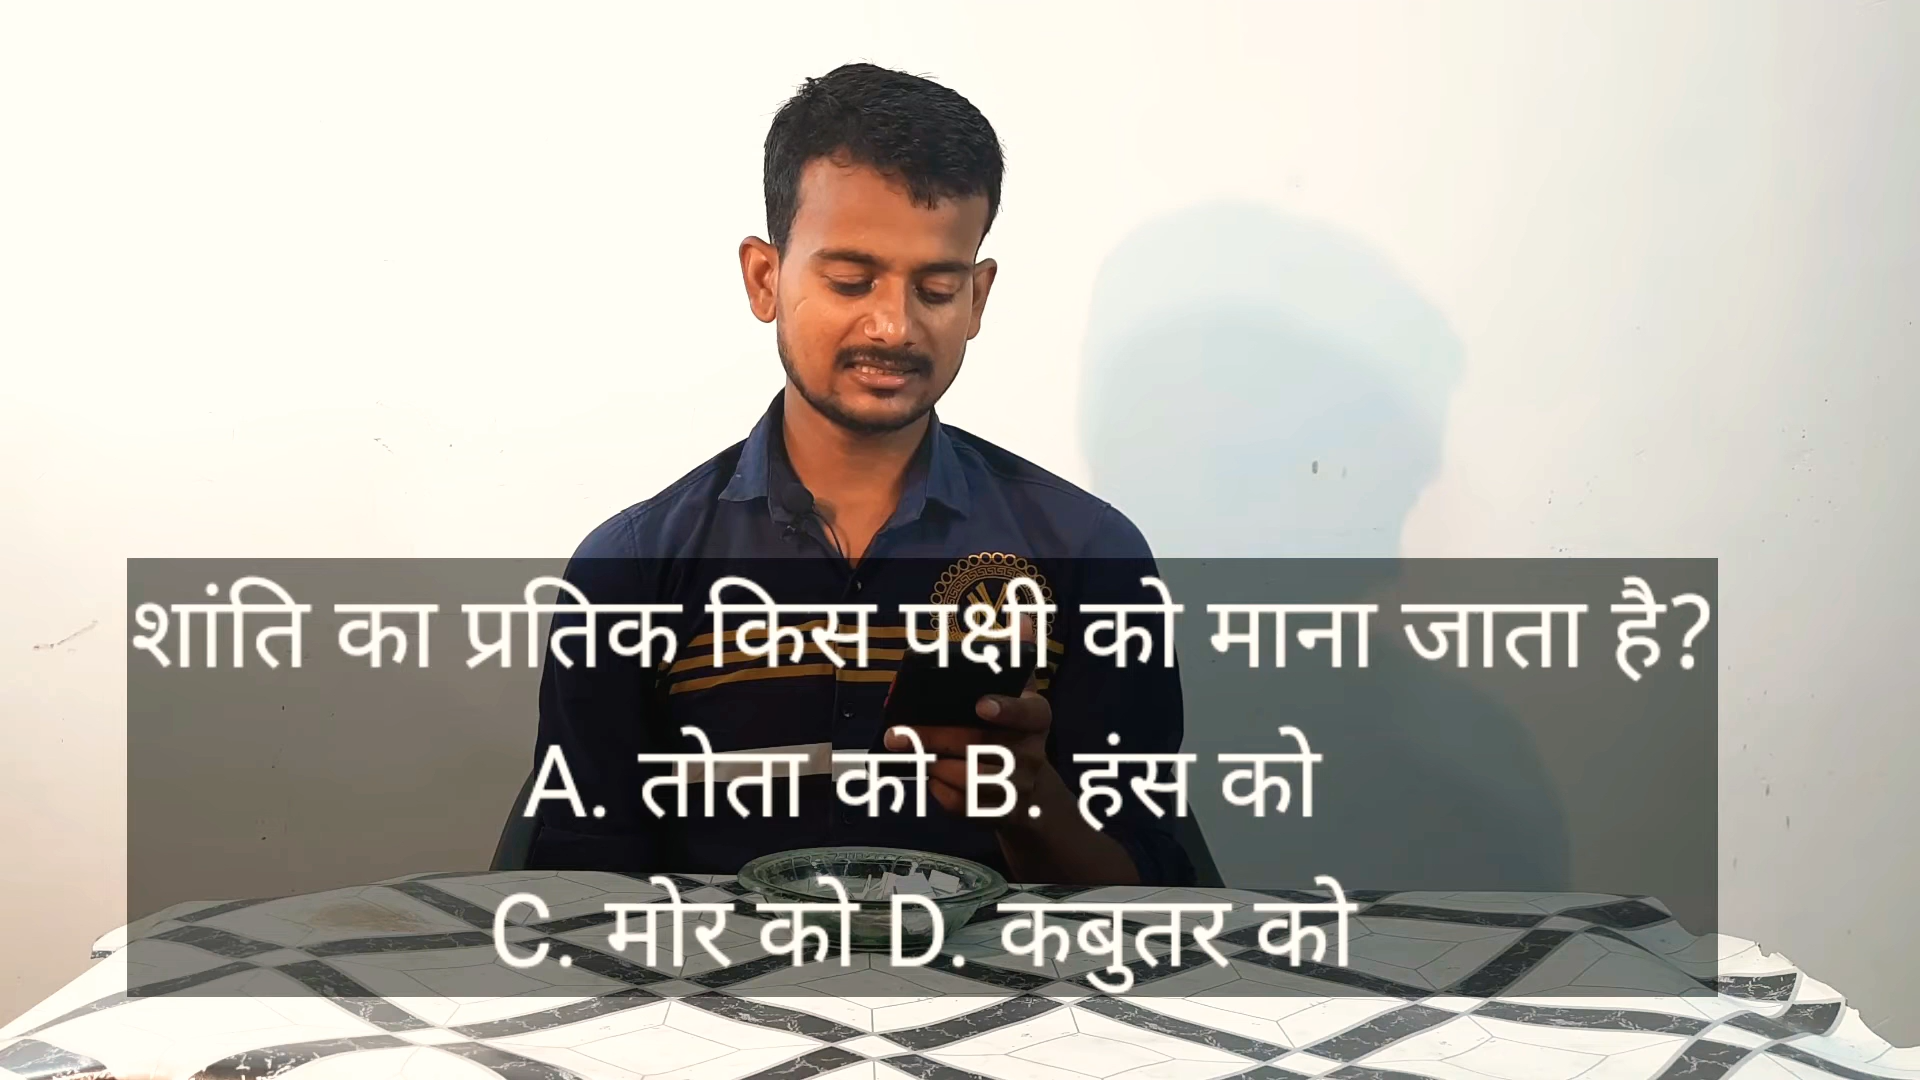 शांति का प्रतिक किस पक्षी को माना जाता है?
A. तोता को B. हंस को
C. मोर को D. कबुतर को